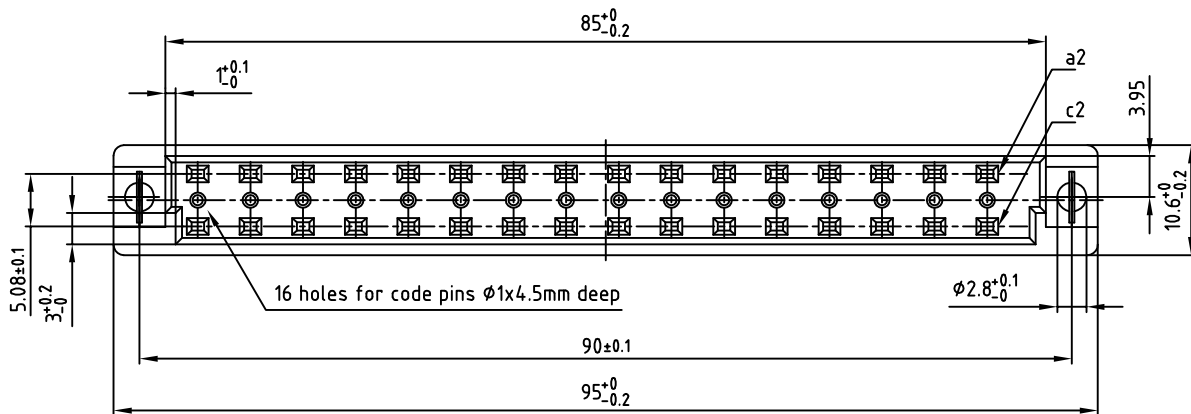 85+0-0.2
a2
1+0.1-0
3.95
c2
10.6+0-0.2
5.08±0.1
3+0.2-0
16 holes for code pins Φ1x4.5mm deep
Φ2.8+0.1-0
90±0.1
95+0-0.2